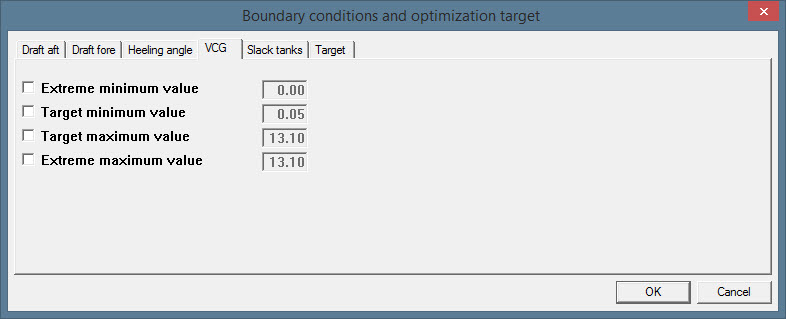 Boundary conditions and optimization target
Draft aft Draft fore Heeling angle VCG Slack tanks Target
Extreme minimum value 0.00
Target minimum value 0.05
Target maximum value 13.10
Extreme maximum value 13.10
OK Cancel